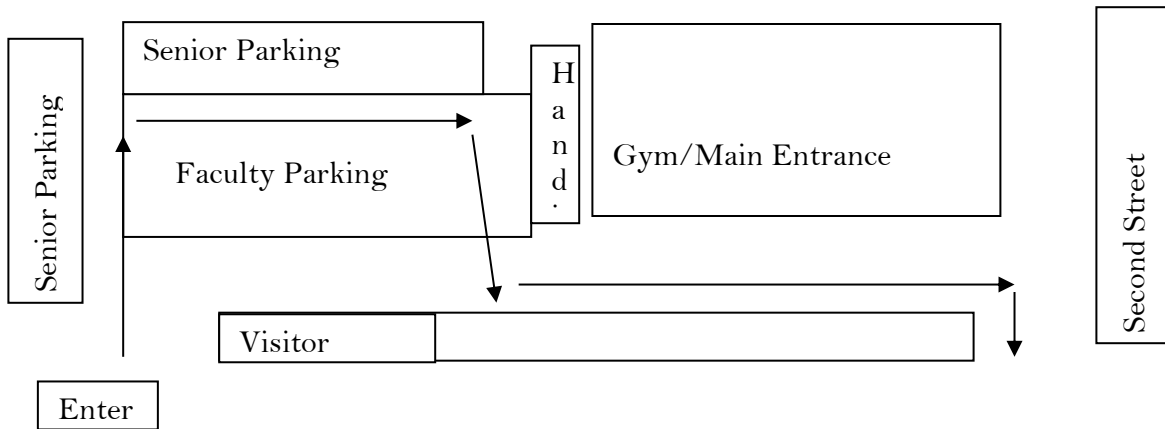 Senior Parking
Senior Parking
H
a
n
d
.
Gym/Main Entrance
Faculty Parking
Second Street
Visitor
Enter